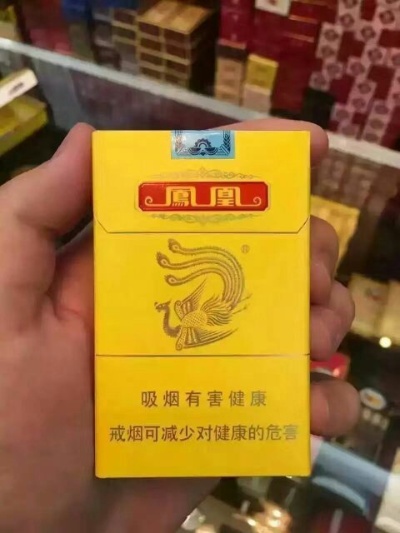 鳳凰
®
吸烟有害健康
戒烟可减少对健康的危害